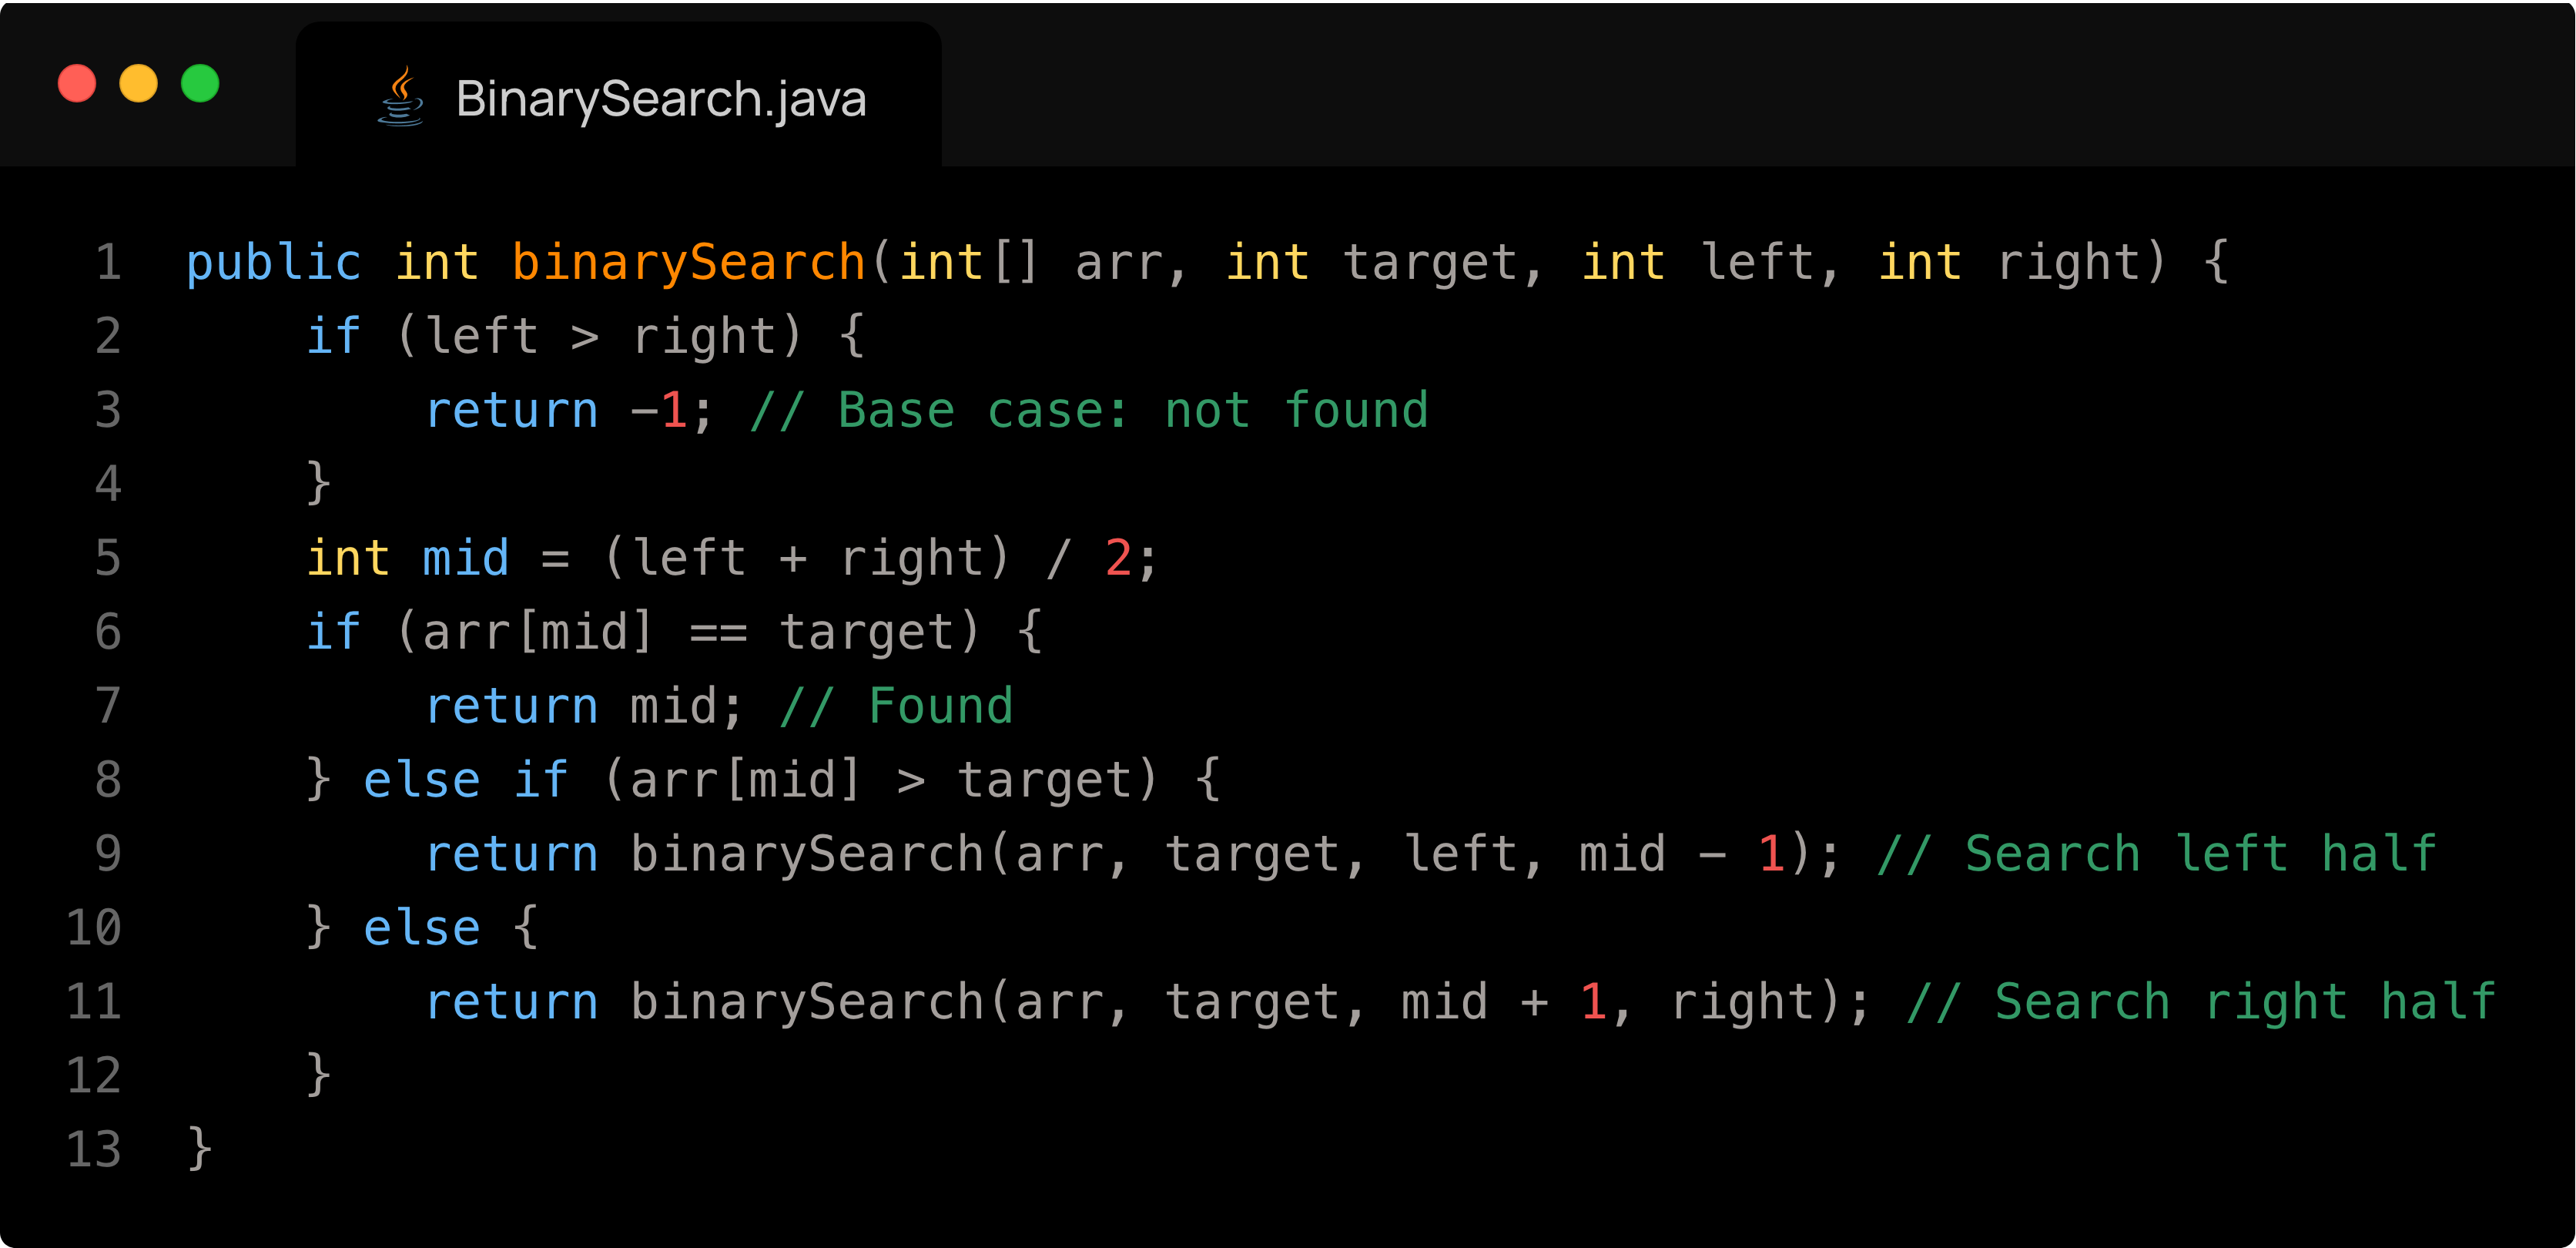 BinarySearch.java
1 public int binarySearch(int[] arr, int target, int left, int right) {
2     if (left > right) {
3         return -1; // Base case: not found
4     }
5     int mid = (left + right) / 2;
6     if (arr[mid] == target) {
7         return mid; // Found
8     } else if (arr[mid] > target) {
9         return binarySearch(arr, target, left, mid - 1); // Search left half
10     } else {
11         return binarySearch(arr, target, mid + 1, right); // Search right half
12     }
13 }